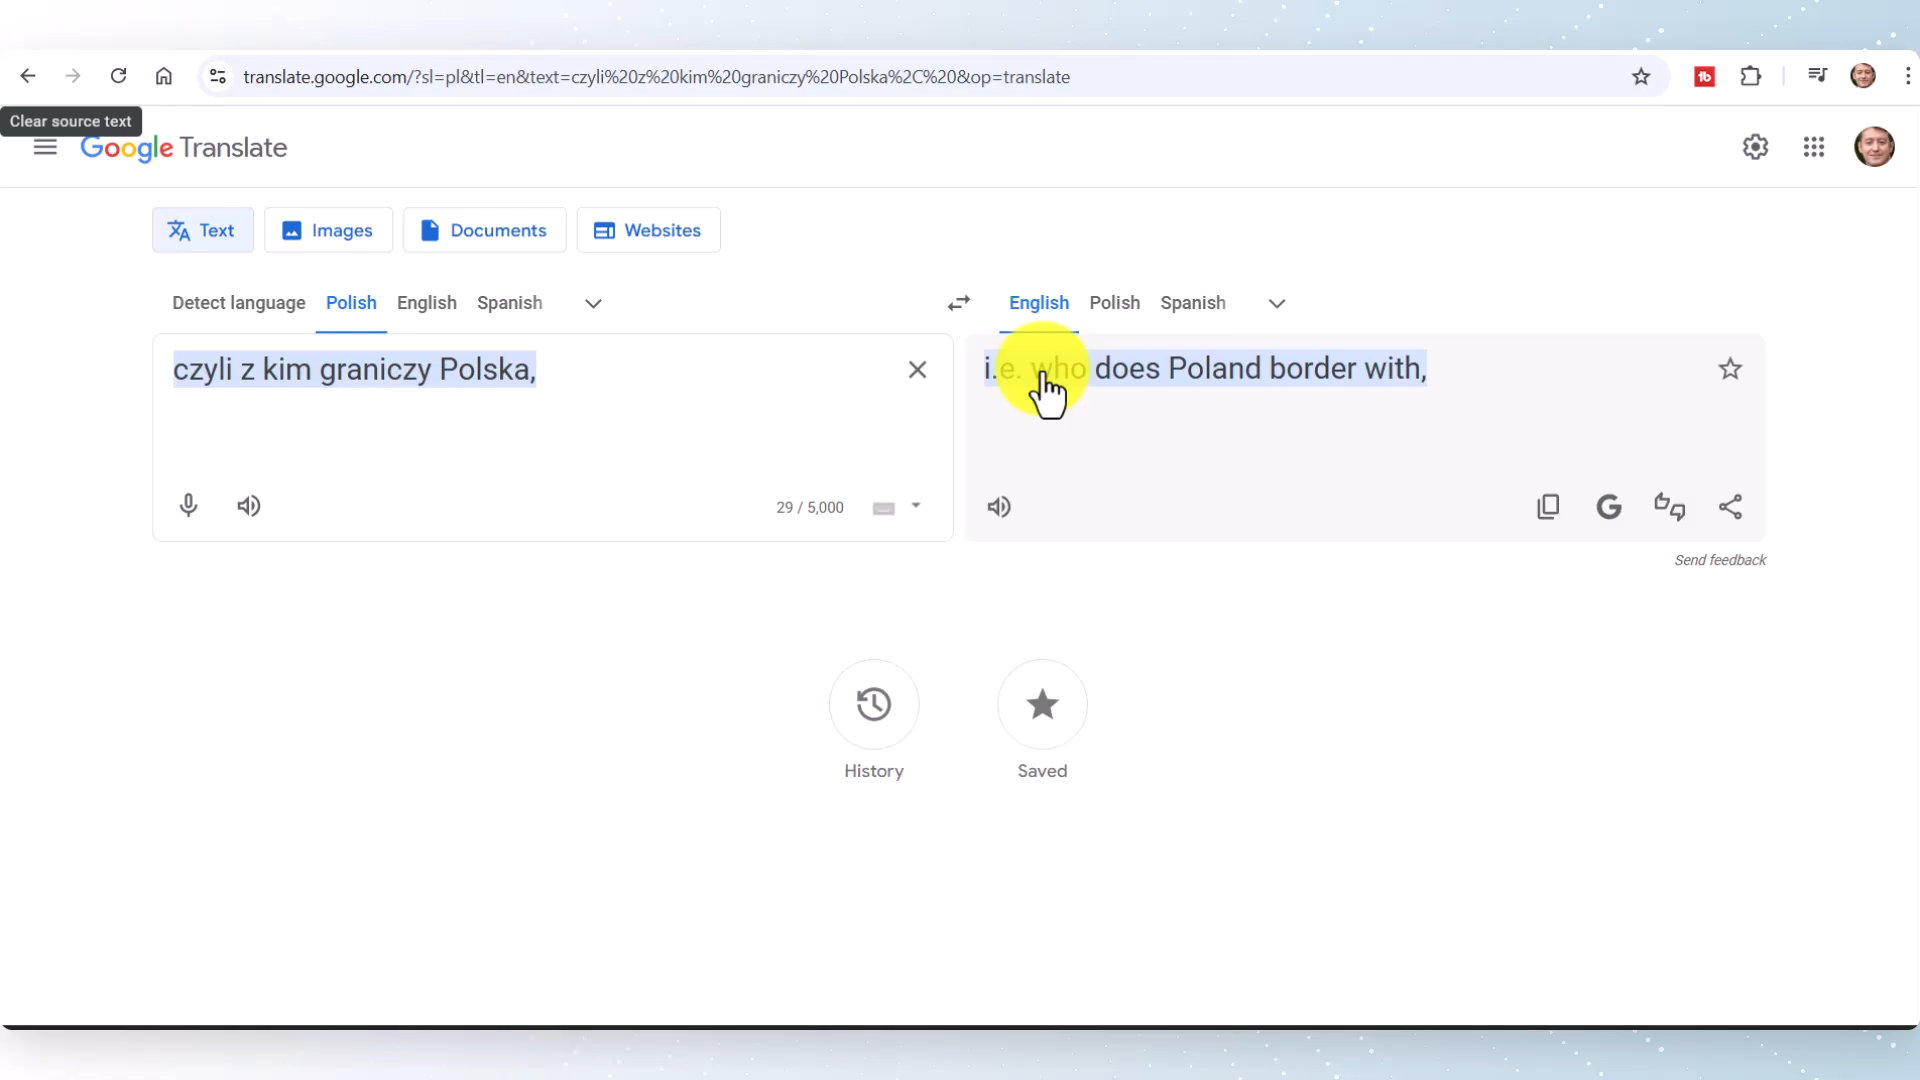 translate.google.com/?sl=pl&tl=en&text=czyli%20z%20kim%20graniczy%20Polska%2C%20&op=translate
Clear source text
Google Translate
Text Images Documents Websites
Detect language Polish English Spanish English Polish Spanish
czyli z kim graniczy Polska, i.e. who does Poland border with,
29 / 5,000
Send feedback
History Saved